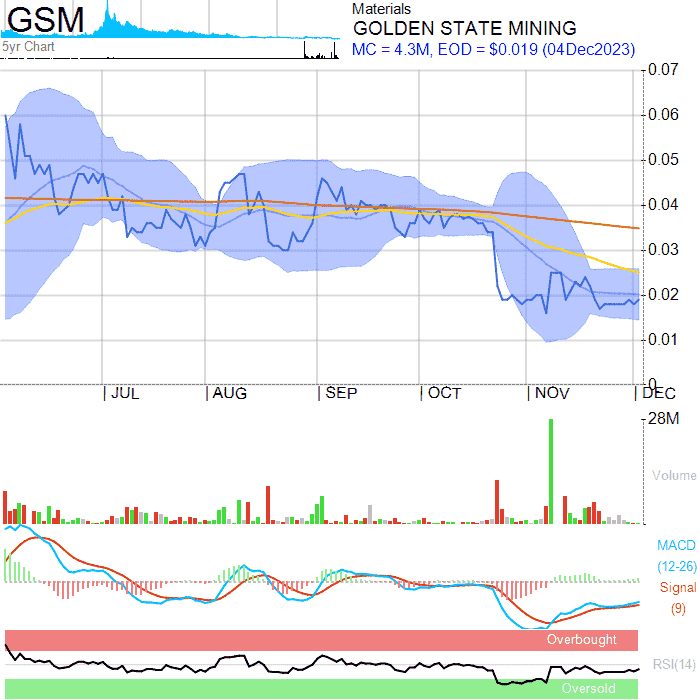 GSM
5yr Chart
Materials
GOLDEN STATE MINING
MC = 4.3M, EOD = $0.019 (04Dec2023)
0.07
0.06
0.05
0.04
0.03
0.02
0.01
0
JUL AUG SEP OCT NOV DEC
28M
Volume
MACD
(12-26)
Signal
(9)
Overbought
RSI(14)
Oversold